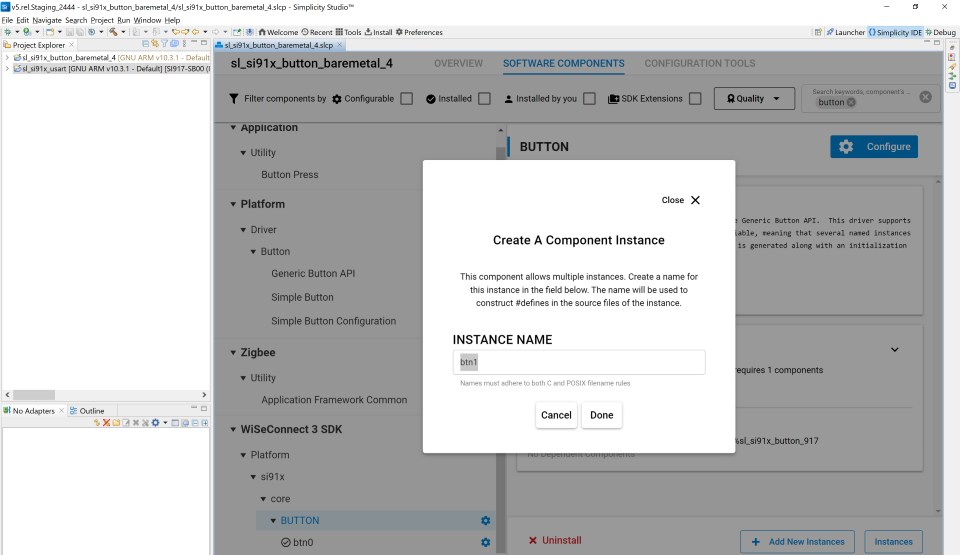 v5.rel.Staging_2444 - sl_si91x_button_baremetal_4/sl_si91x_button_baremetal_4.slcp - Simplicity Studio™
File Edit Navigate Search Project Run Window Help
Welcome Recent Tools Install Preferences
Launcher Simplicity IDE Debug
Project Explorer
sl_si91x_button_baremetal_4 [GNU ARM v10.3.1 - Default
sl_si91x_usart [GNU ARM v10.3.1 - Default] [SI917-SB00 (
No Adapters Outline
sl_si91x_button_baremetal_4.slcp
sl_si91x_button_baremetal_4 OVERVIEW SOFTWARE COMPONENTS CONFIGURATION TOOLS
Filter components by Configurable Installed Installed by you SDK Extensions Quality
Search keywords, component's ...
button
Application
Utility
Button Press
Platform
Driver
Button
Generic Button API
Simple Button
Simple Button Configuration
Zigbee
Utility
Application Framework Common
WiSeConnect 3 SDK
Platform
si91x
core
BUTTON
btn0
BUTTON Configure
Generic Button API. This driver supports
able, meaning that several named instances
is generated along with an initialization
requires 1 components
%sl_si91x_button_917
No Dependent Components
Uninstall Add New Instances Instances
Close
Create A Component Instance
This component allows multiple instances. Create a name for
this instance in the field below. The name will be used to
construct #defines in the source files of the instance.
INSTANCE NAME
btn1
Names must adhere to both C and POSIX filename rules
Cancel Done